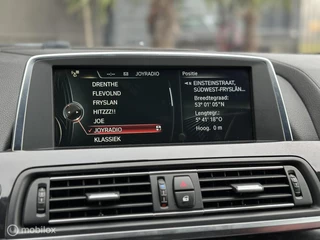 JOYRADIO
DRENTHE
FLEVOLND
FRYSLAN
HITZZZ!!
JOE
JOYRADIO
KLASSIEK
Positie
EINSTEINSTRAAT,
SÚDWEST-FRYSLÂN...
Breedtegraad:
53° 01' 05" N
Lengtegr.:
5° 41' 18" O
Hoog. 0 m
© Marktplaats